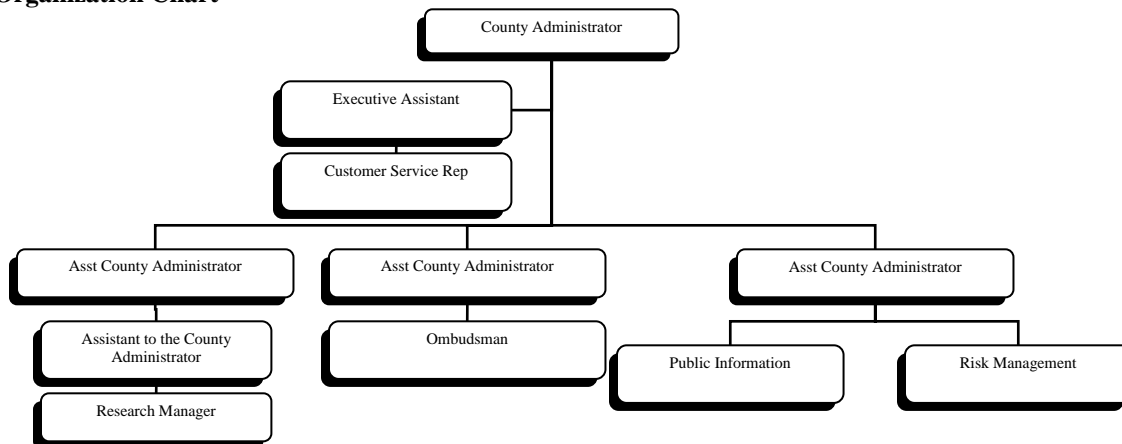 Organization Chart
County Administrator
Executive Assistant
Customer Service Rep
Asst County Administrator
Asst County Administrator
Asst County Administrator
Assistant to the County
Administrator
Ombudsman
Public Information
Risk Management
Research Manager